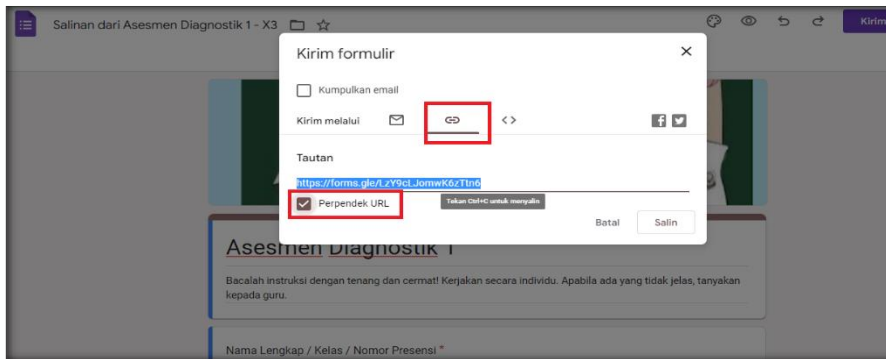 Salinan dari Asesmen Diagnostik 1 - X3
Kirim
Kirim formulir
Kumpulkan email
Kirim melalui
Tautan
https://forms.gle/LzY9cLJomwK6zTtn6
Perpendek URL
Tekan Ctrl+C untuk menyalin
Batal
Salin
Asesmen Diagnostik 1
Bacalah instruksi dengan tenang dan cermat! Kerjakan secara individu. Apabila ada yang tidak jelas, tanyakan
kepada guru.
Nama Lengkap / Kelas / Nomor Presensi *